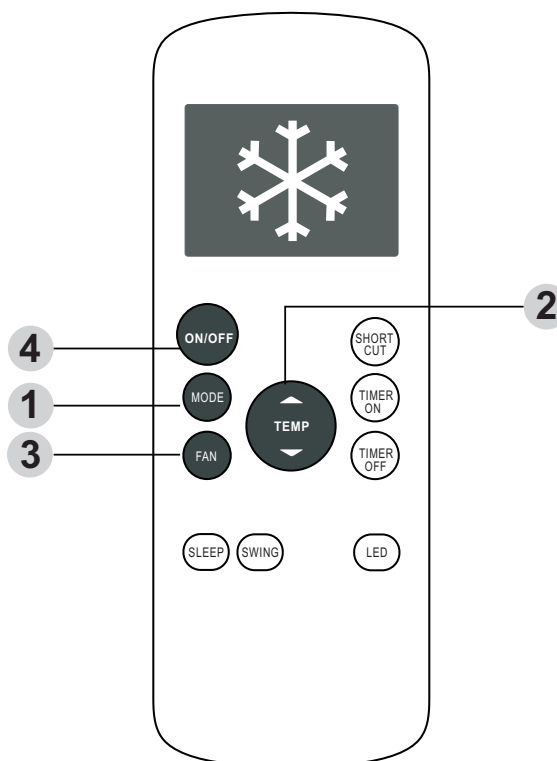 2
ON/OFF
SHORT
CUT
4
MODE
TIMER
ON
1
TEMP
FAN
TIMER
OFF
3
SLEEP
SWING
LED